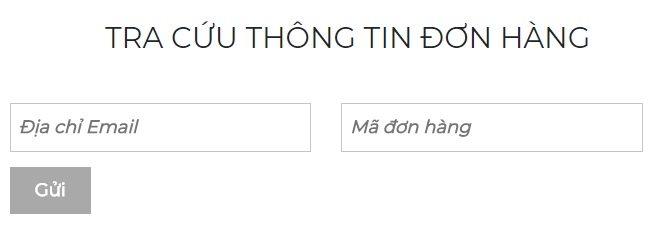 TRA CỨU THÔNG TIN ĐƠN HÀNG
Địa chỉ Email
Mã đơn hàng
Gửi